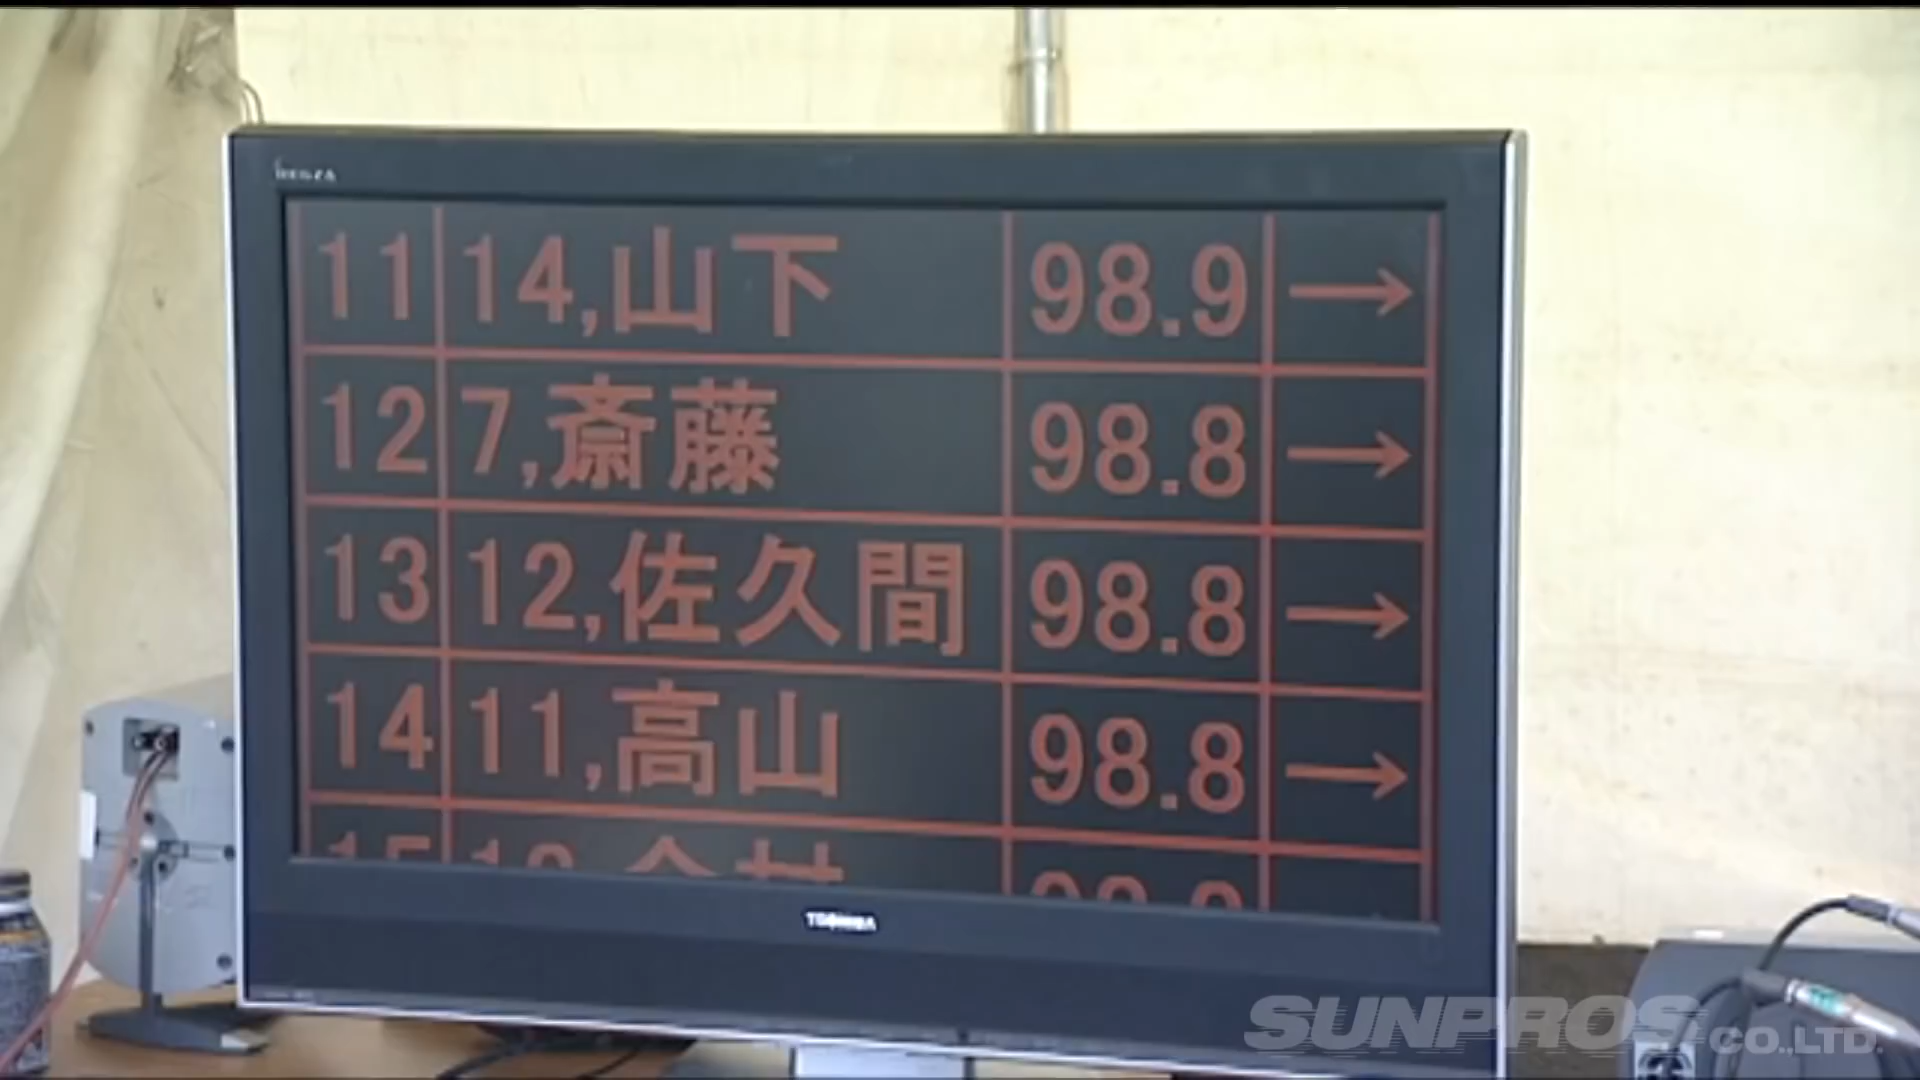 11 14,山下 98.9 →
12 7,斎藤 98.8 →
13 12,佐久間 98.8 →
14 11,高山 98.8 →
TOSHIBA
SUNPROS CO.,LTD.